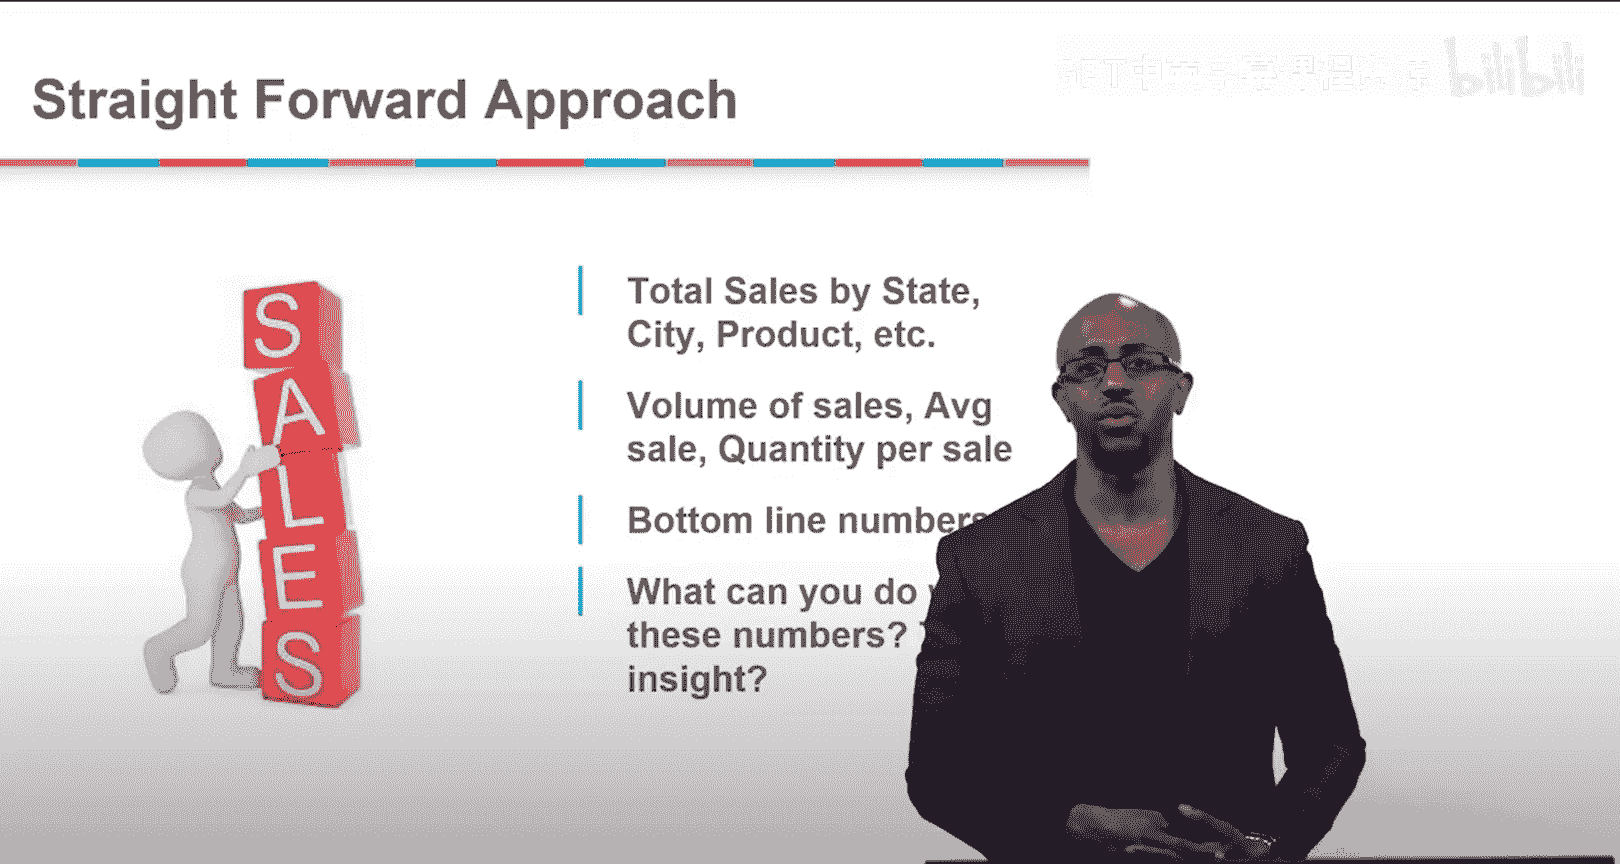 Straight Forward Approach
bilibili
S
A
L
E
S
Total Sales by State,
City, Product, etc.
Volume of sales, Avg
sale, Quantity per sale
Bottom line numbers
What can you do
these numbers?
insight?